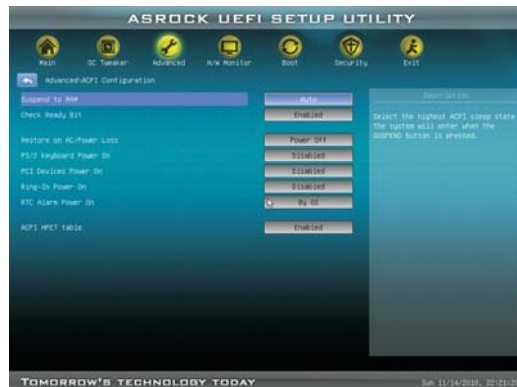 ASROCK UEFI SETUP UTILITY
Main OC Tweaker Advanced H/W Monitor Boot Security Exit
Advanced\ACPI Configuration
Description
Suspend to RAM Auto
Check Ready Bit Enabled
Select the highest ACPI sleep state
the system will enter when the
SUSPEND button is pressed.
Restore on AC/Power Loss Power Off
PS/2 Keyboard Power On Disabled
PCI Devices Power On Disabled
Ring-In Power On Disabled
RTC Alarm Power On By OS
ACPI HPET table Enabled
TOMORROW'S TECHNOLOGY TODAY
Sun 11/14/2010,